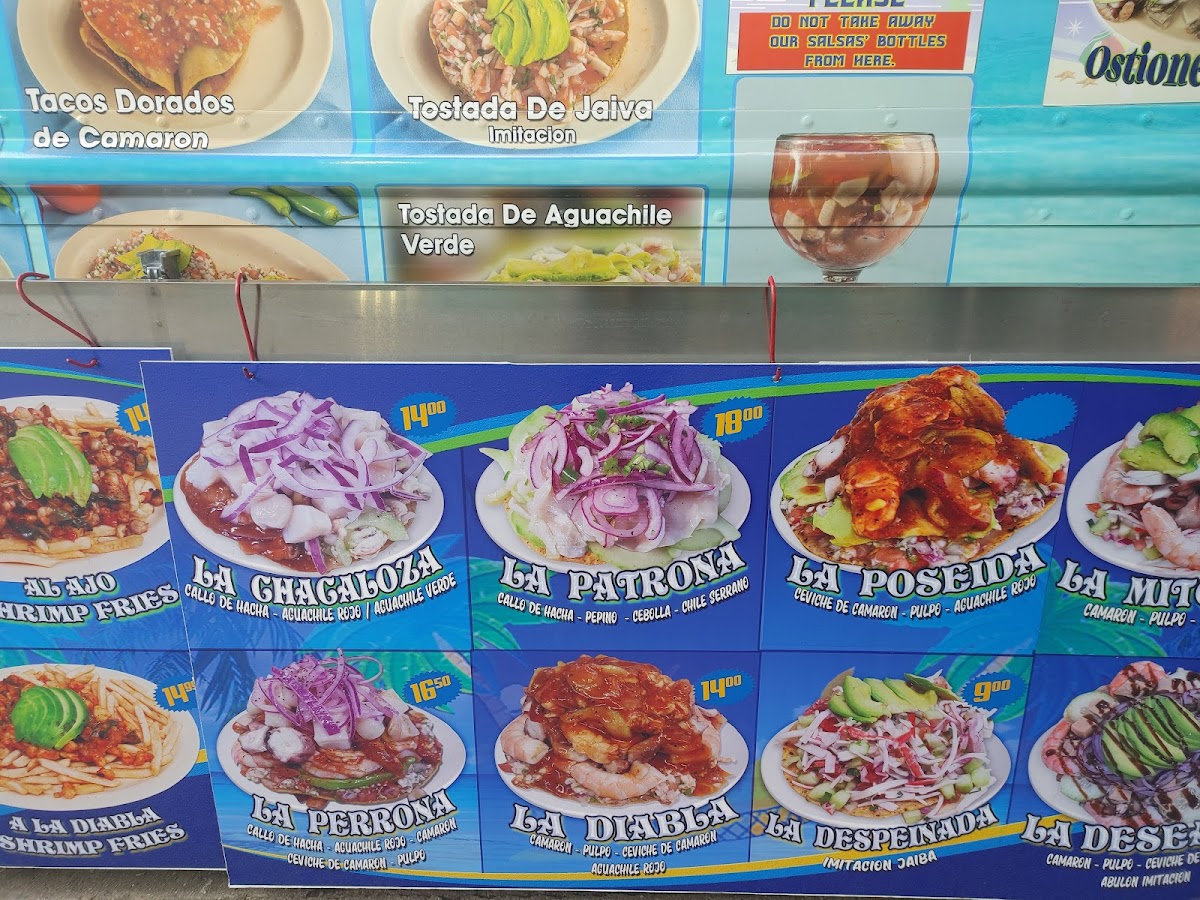 PLEASE
DO NOT TAKE AWAY
OUR SALSAS' BOTTLES
FROM HERE.
Tacos Dorados
de Camaron
Tostada De Jaiva
Imitacion
Tostada De Aguachile
Verde
14
AL AJO
SHRIMP FRIES
14⁰⁰
LA CHACALOZA
CALLO DE HACHA - AGUACHILE ROJO / AGUACHILE VERDE
18⁰⁰
LA PATRONA
CALLO DE HACHA - PEPINO - CEBOLLA - CHILE SERRANO
LA POSEIDA
CEVICHE DE CAMARON - PULPO - AGUACHILE ROJO
LA
CAMARON - PULPO -
A LA DIABLA
SHRIMP FRIES
16⁵⁰
LA PERRONA
CALLO DE HACHA - AGUACHILE ROJO - CAMARON
CEVICHE DE CAMARON - PULPO
14⁰⁰
LA DIABLA
CAMARON - PULPO - CEVICHE DE CAMARON
AGUACHILE ROJO
9⁰⁰
LA DESPEINADA
IMITACION JAIBA
LA
CAMARON - PULPO - CEVICHE DE
ABULON IMITACION